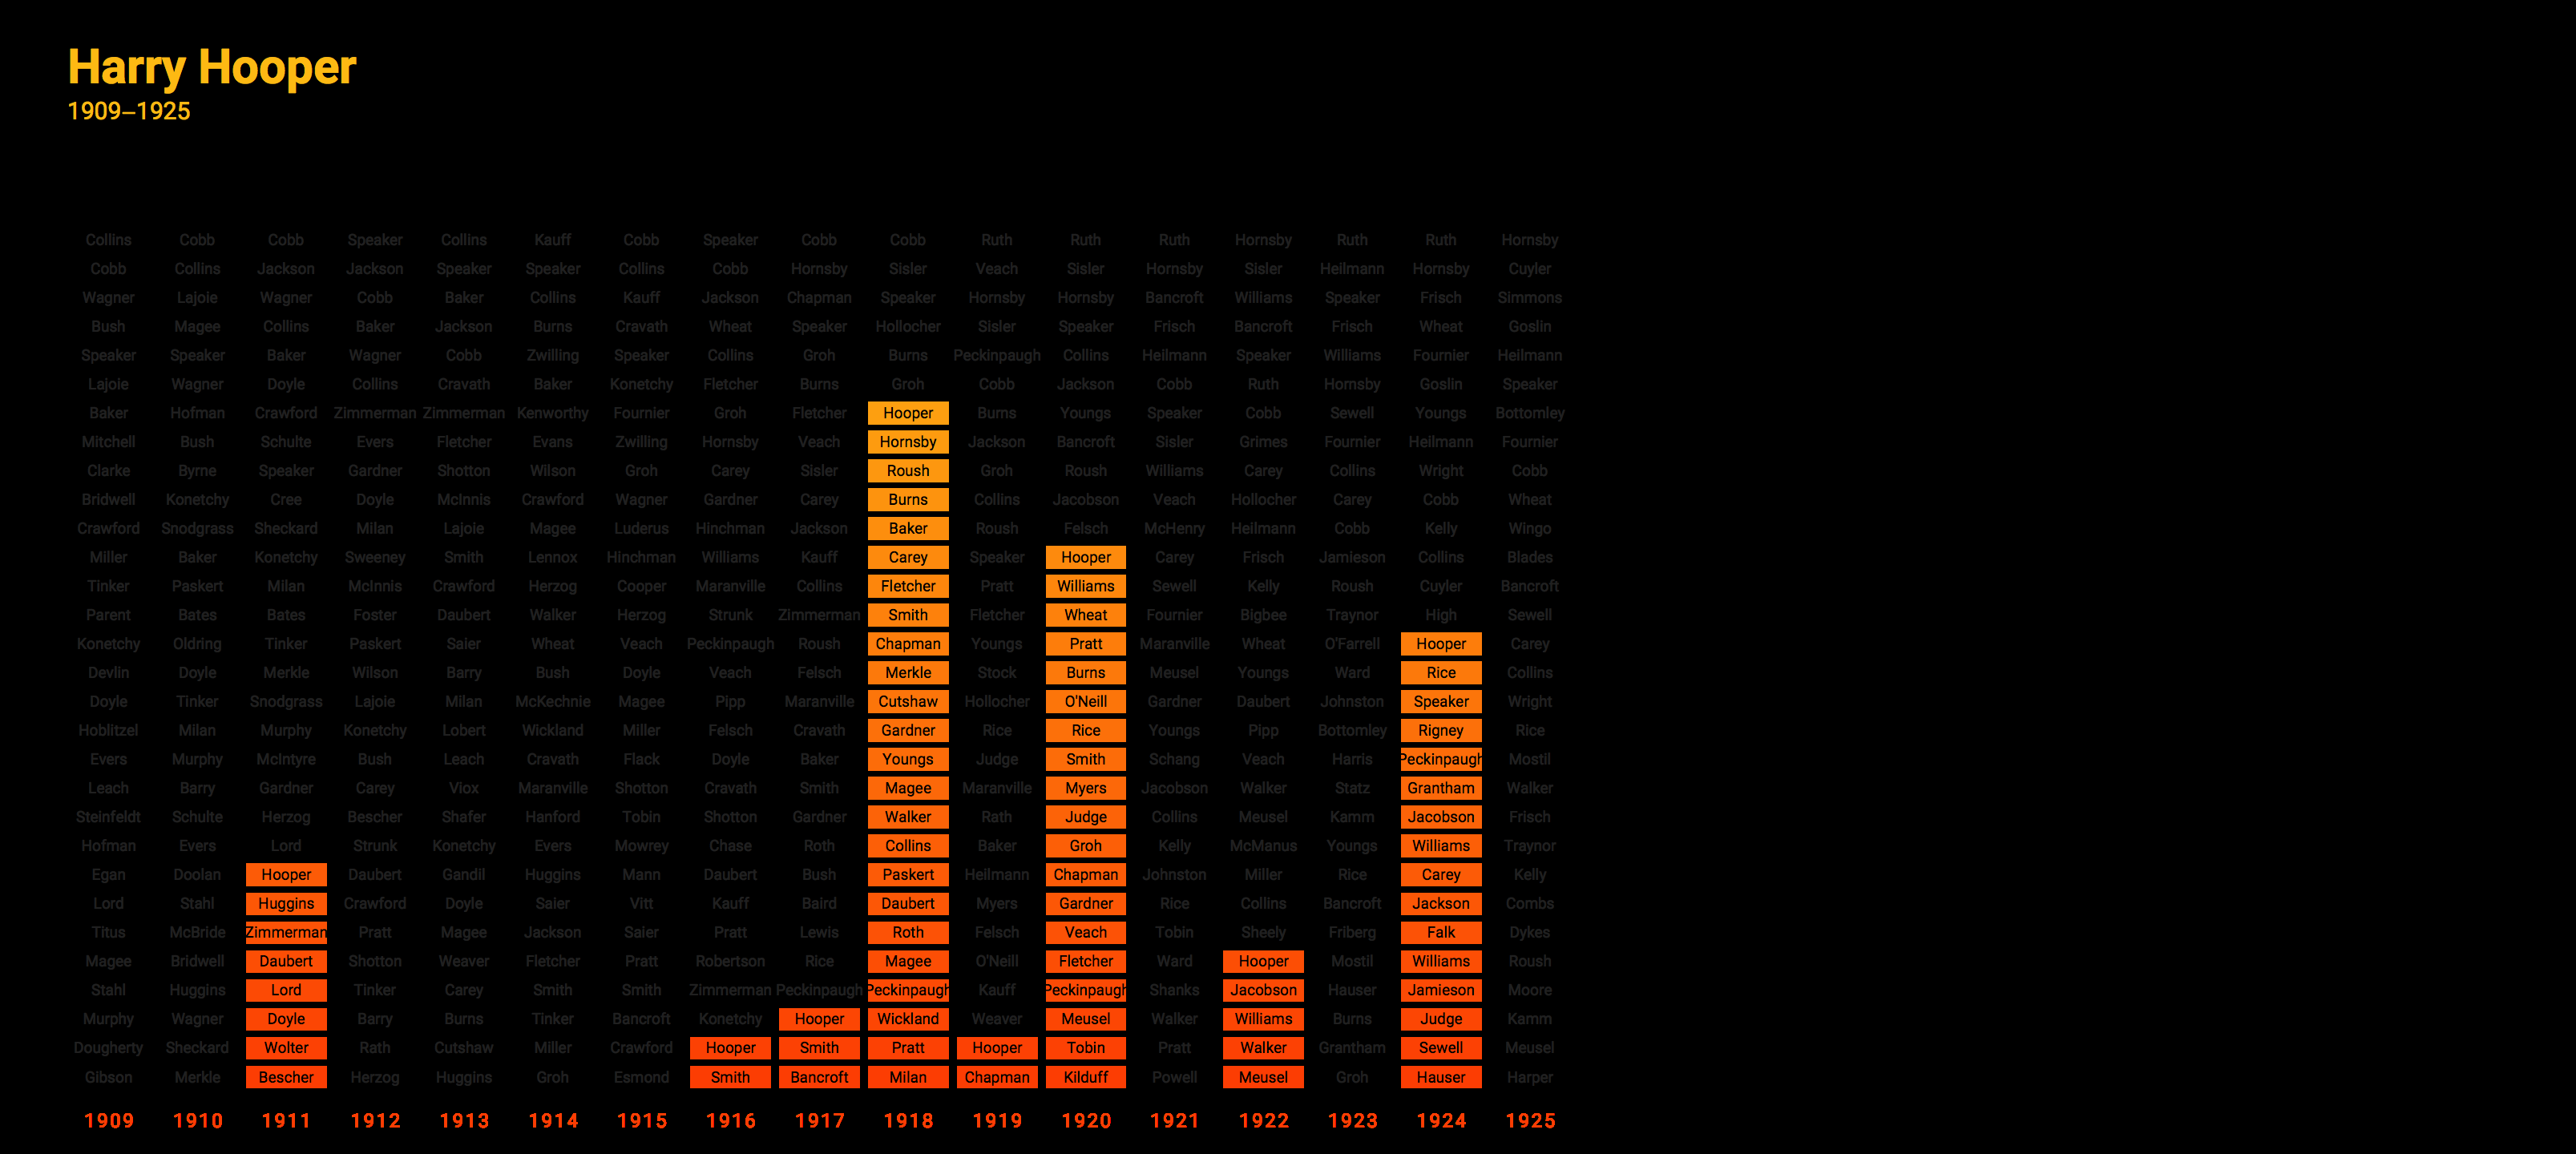 Harry Hooper
1909–1925
Collins Cobb Cobb Speaker Collins Kauff Cobb Speaker Cobb Cobb Ruth Ruth Ruth Hornsby Ruth Ruth Hornsby
Cobb Collins Jackson Jackson Speaker Speaker Collins Cobb Hornsby Sisler Veach Sisler Hornsby Sisler Heilmann Hornsby Cuyler
Wagner Lajoie Wagner Cobb Baker Collins Kauff Jackson Chapman Speaker Hornsby Hornsby Bancroft Williams Speaker Frisch Simmons
Bush Magee Collins Baker Jackson Burns Cravath Wheat Speaker Hollocher Sisler Speaker Frisch Bancroft Frisch Wheat Goslin
Speaker Speaker Baker Wagner Cobb Zwilling Speaker Collins Groh Burns Peckinpaugh Collins Heilmann Speaker Williams Fournier Heilmann
Lajoie Wagner Doyle Collins Cravath Baker Konetchy Fletcher Burns Groh Cobb Jackson Cobb Ruth Hornsby Goslin Speaker
Baker Hofman Crawford Zimmerman Zimmerman Kenworthy Fournier Groh Fletcher Hooper Burns Youngs Speaker Cobb Sewell Youngs Bottomley
Mitchell Bush Schulte Evers Fletcher Evans Zwilling Hornsby Veach Hornsby Jackson Bancroft Sisler Grimes Fournier Heilmann Fournier
Clarke Byrne Speaker Gardner Shotton Wilson Groh Carey Sisler Roush Groh Roush Williams Carey Collins Wright Cobb
Bridwell Konetchy Cree Doyle McInnis Crawford Wagner Gardner Carey Burns Collins Jacobson Veach Hollocher Carey Cobb Wheat
Crawford Snodgrass Sheckard Milan Lajoie Magee Luderus Hinchman Jackson Baker Roush Felsch McHenry Heilmann Cobb Kelly Wingo
Miller Baker Konetchy Sweeney Smith Lennox Hinchman Williams Kauff Carey Speaker Hooper Carey Frisch Jamieson Collins Blades
Tinker Paskert Milan McInnis Crawford Herzog Cooper Maranville Collins Fletcher Pratt Williams Sewell Kelly Roush Cuyler Bancroft
Parent Bates Bates Foster Daubert Walker Herzog Strunk Zimmerman Smith Fletcher Wheat Fournier Bigbee Traynor High Sewell
Konetchy Oldring Tinker Paskert Saier Wheat Veach Peckinpaugh Roush Chapman Youngs Pratt Maranville Wheat O'Farrell Hooper Carey
Devlin Doyle Merkle Wilson Barry Bush Doyle Veach Felsch Merkle Stock Burns Meusel Youngs Ward Rice Collins
Doyle Tinker Snodgrass Lajoie Milan McKechnie Magee Pipp Maranville Cutshaw Hollocher O'Neill Gardner Daubert Johnston Speaker Wright
Hoblitzel Milan Murphy Konetchy Lobert Wickland Miller Felsch Cravath Gardner Rice Rice Youngs Pipp Bottomley Rigney Rice
Evers Murphy McIntyre Bush Leach Cravath Flack Doyle Baker Youngs Judge Smith Schang Veach Harris Peckinpaugh Mostil
Leach Barry Gardner Carey Viox Maranville Shotton Cravath Smith Magee Maranville Myers Jacobson Walker Statz Grantham Walker
Steinfeldt Schulte Herzog Bescher Shafer Hanford Tobin Shotton Gardner Walker Rath Judge Collins Meusel Kamm Jacobson Frisch
Hofman Evers Lord Strunk Konetchy Evers Mowrey Chase Roth Collins Baker Groh Kelly McManus Youngs Williams Traynor
Egan Doolan Hooper Daubert Gandil Huggins Mann Daubert Bush Paskert Heilmann Chapman Johnston Miller Rice Carey Kelly
Lord Stahl Huggins Crawford Doyle Saier Vitt Kauff Baird Daubert Myers Gardner Rice Collins Bancroft Jackson Combs
Titus McBride Zimmerman Pratt Magee Jackson Saier Pratt Lewis Roth Felsch Veach Tobin Sheely Friberg Falk Dykes
Magee Bridwell Daubert Shotton Weaver Fletcher Pratt Robertson Rice Magee O'Neill Fletcher Ward Hooper Mostil Williams Roush
Stahl Huggins Lord Tinker Carey Smith Smith Zimmerman Peckinpaugh Peckinpaugh Kauff Peckinpaugh Shanks Jacobson Hauser Jamieson Moore
Murphy Wagner Doyle Barry Burns Tinker Bancroft Konetchy Hooper Wickland Weaver Meusel Walker Williams Burns Judge Kamm
Dougherty Sheckard Wolter Rath Cutshaw Miller Crawford Hooper Smith Pratt Hooper Tobin Pratt Walker Grantham Sewell Meusel
Gibson Merkle Bescher Herzog Huggins Groh Esmond Smith Bancroft Milan Chapman Kilduff Powell Meusel Groh Hauser Harper
1909 1910 1911 1912 1913 1914 1915 1916 1917 1918 1919 1920 1921 1922 1923 1924 1925